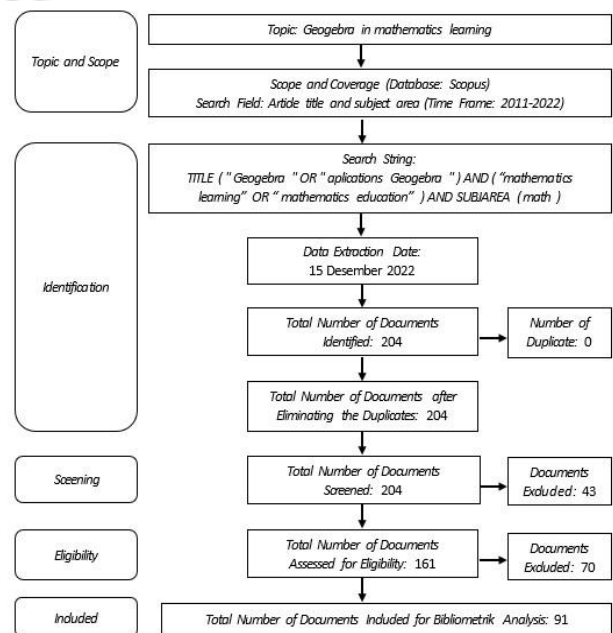 Topic and Scope
Topic: Geogebra in mathematics learning
Scope and Coverage (Database: Scopus)
Search Field: Article title and subject area (Time Frame: 2011-2022)
Identification
Search String:
TITLE ( " Geogebra " OR " aplications Geogebra " ) AND ( “mathematics
learning” OR “ mathematics education” ) AND SUBJAREA ( math )
Data Extraction Date:
15 Desember 2022
Total Number of Documents
Identified: 204
Number of
Duplicate: 0
Total Number of Documents after
Eliminating the Duplicates: 204
Screening
Total Number of Documents
Screened: 204
Documents
Excluded: 43
Eligibility
Total Number of Documents
Assessed for Eligibility: 161
Documents
Excluded: 70
Included
Total Number of Documents Included for Bibliometrik Analysis: 91